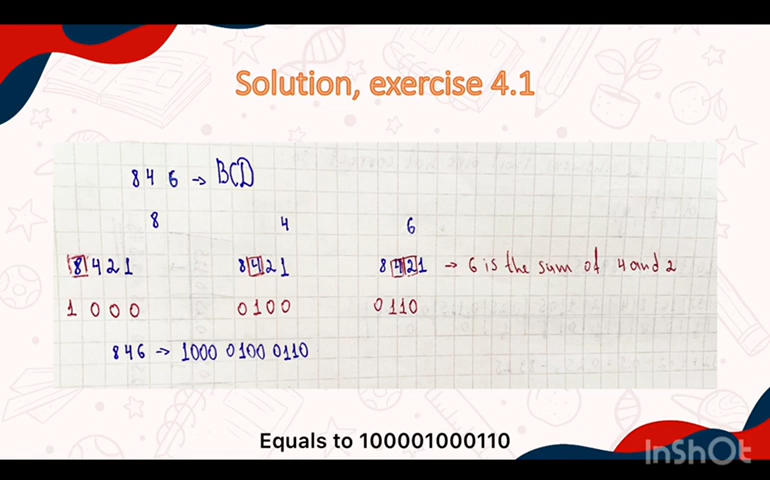 Solution, exercise 4.1
846 → BCD
8 4 6
8421 8421 8421 → 6 is the sum of 4 and 2
1000 0100 0110
846 → 1000 0100 0110
Equals to 100001000110
InShOt